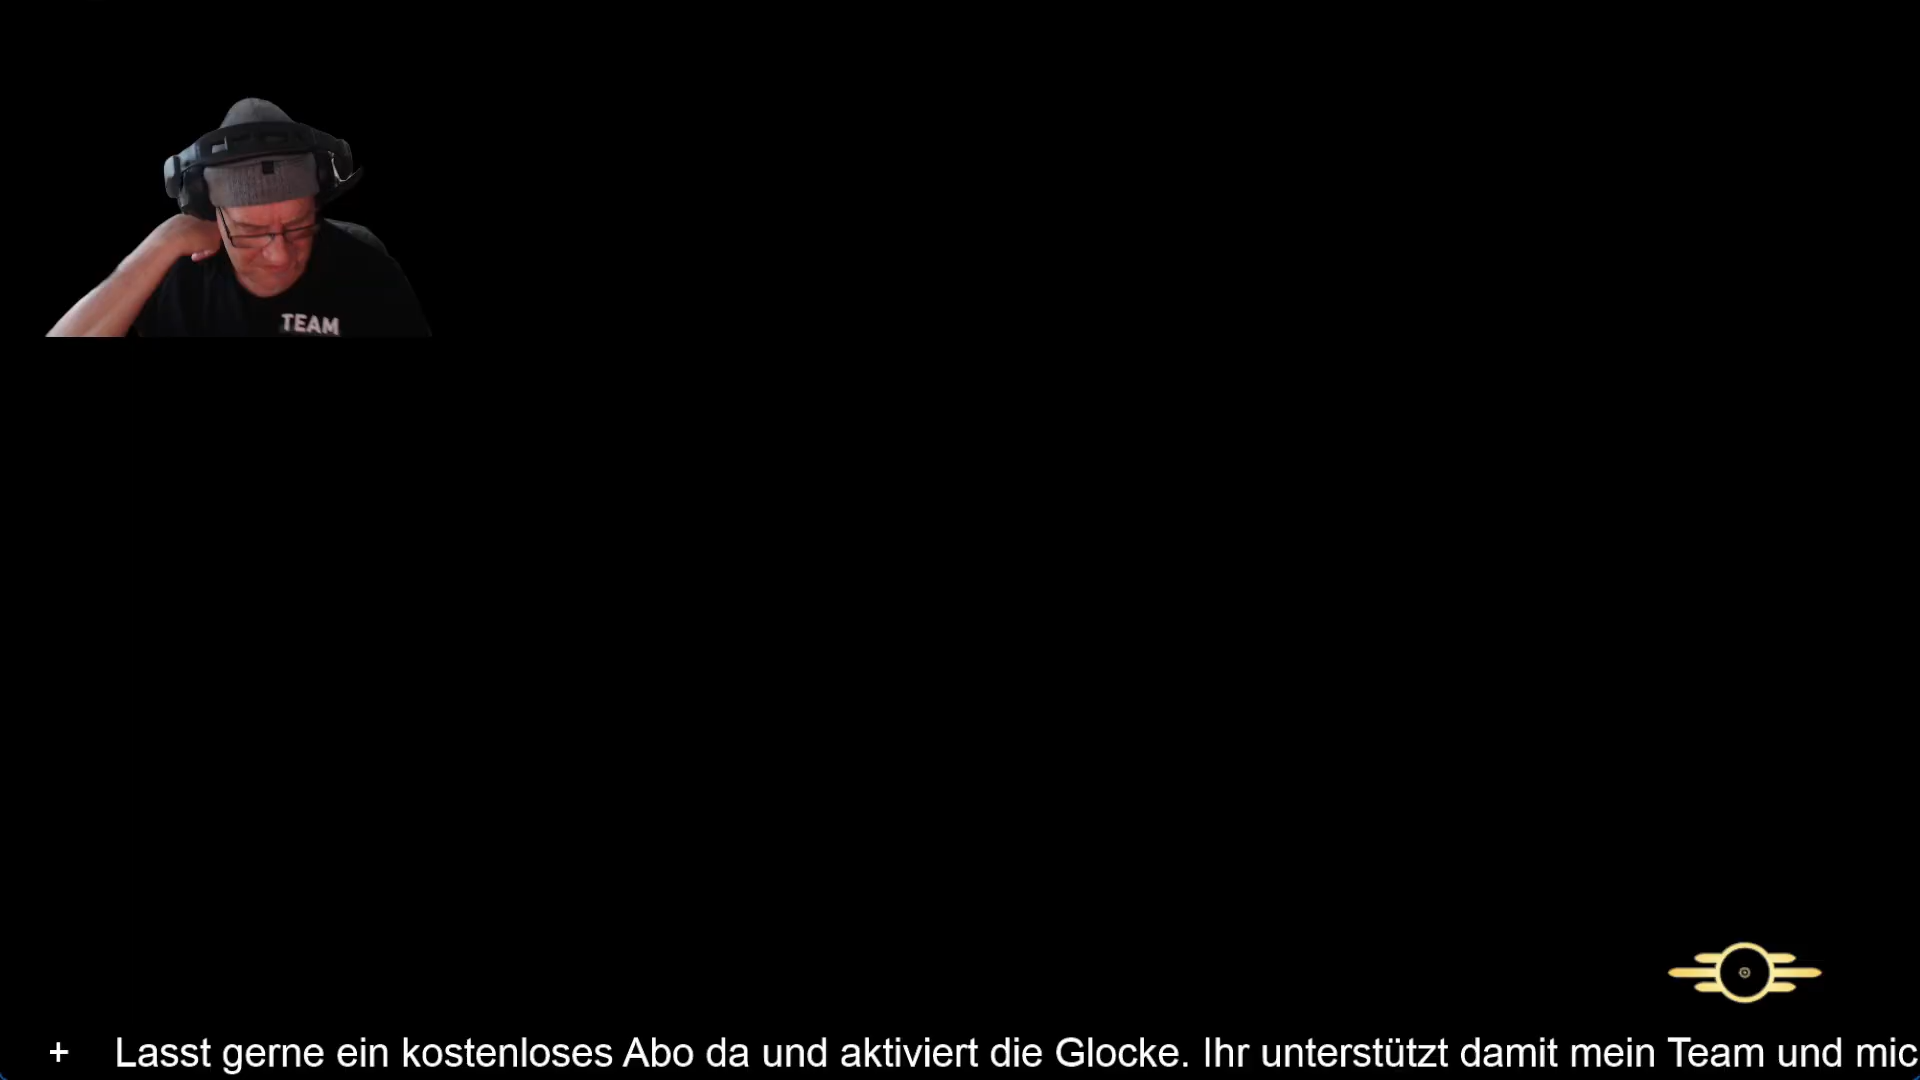 TEAM
+ Lasst gerne ein kostenloses Abo da und aktiviert die Glocke. Ihr unterstützt damit mein Team und mic